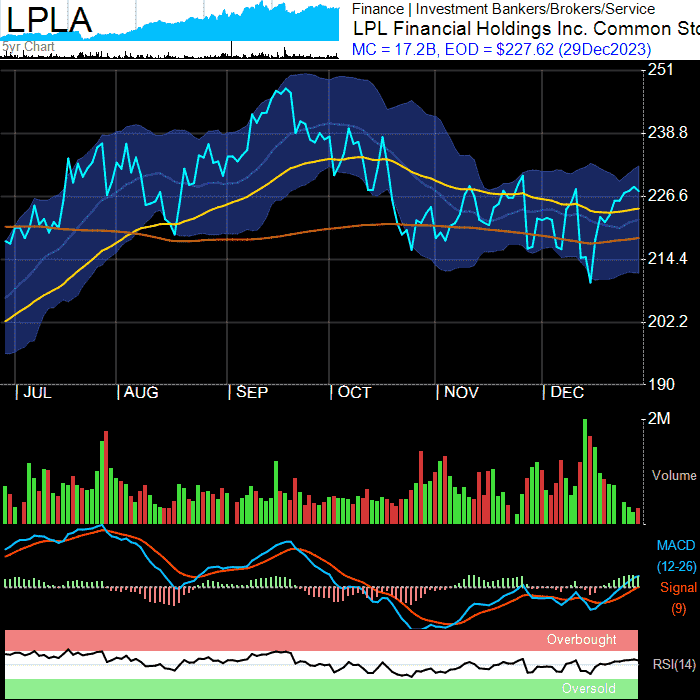 LPLA
5yr Chart
Finance | Investment Bankers/Brokers/Service
LPL Financial Holdings Inc. Common Sto
MC = 17.2B, EOD = $227.62 (29Dec2023)
251
238.8
226.6
214.4
202.2
190
| JUL | AUG | SEP | OCT | NOV | DEC
2M
Volume
MACD
(12-26)
Signal
(9)
Overbought
RSI(14)
Oversold